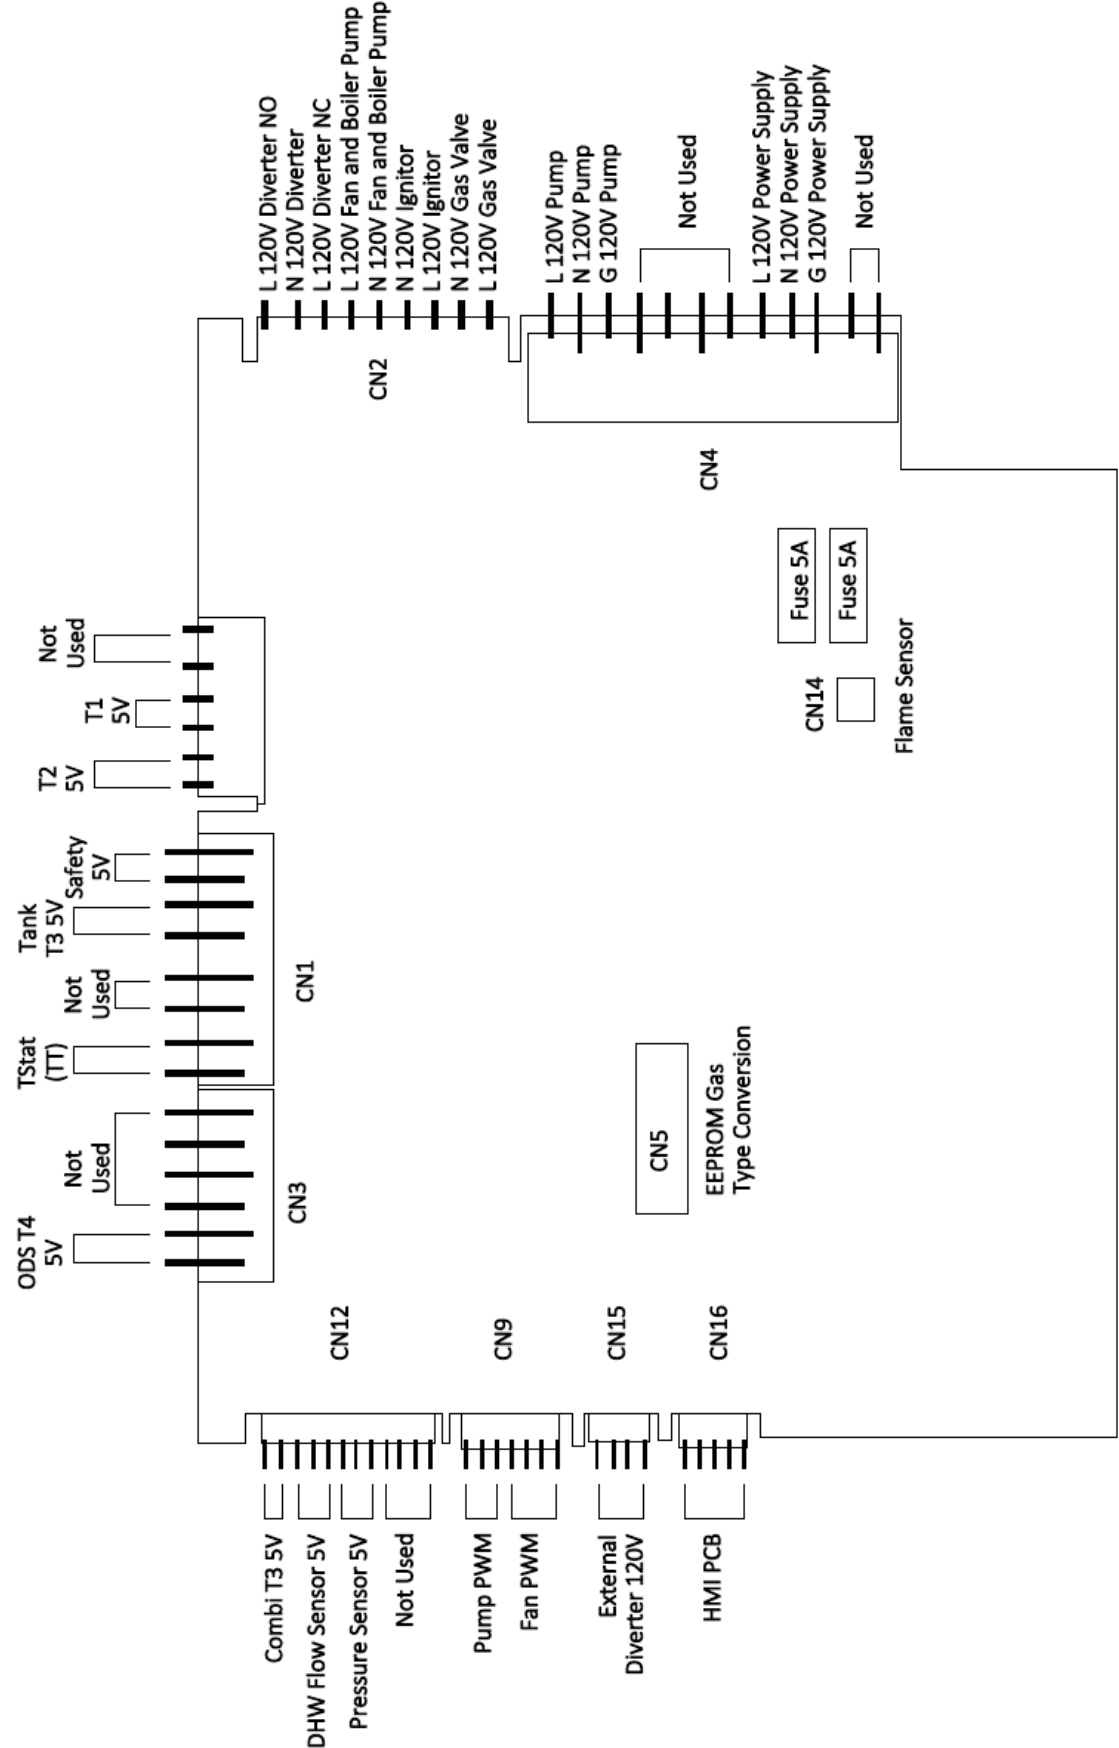 L 120V Diverter NO
N 120V Diverter
L 120V Diverter NC
L 120V Fan and Boiler Pump
N 120V Fan and Boiler Pump
N 120V Ignitor
L 120V Ignitor
N 120V Gas Valve
L 120V Gas Valve
CN2
L 120V Pump
N 120V Pump
G 120V Pump
Not Used
L 120V Power Supply
N 120V Power Supply
G 120V Power Supply
Not Used
CN4
Fuse 5A
Fuse 5A
CN14
Flame Sensor
Not
Used
T1
5V
T2
5V
Safety
5V
Tank
T3 5V
Not
Used
TStat
(TT)
CN1
Not
Used
ODS T4
5V
CN3
CN5
EEPROM Gas
Type Conversion
CN12
CN9
CN15
CN16
Combi T3 5V
DHW Flow Sensor 5V
Pressure Sensor 5V
Not Used
Pump PWM
Fan PWM
External
Diverter 120V
HMI PCB